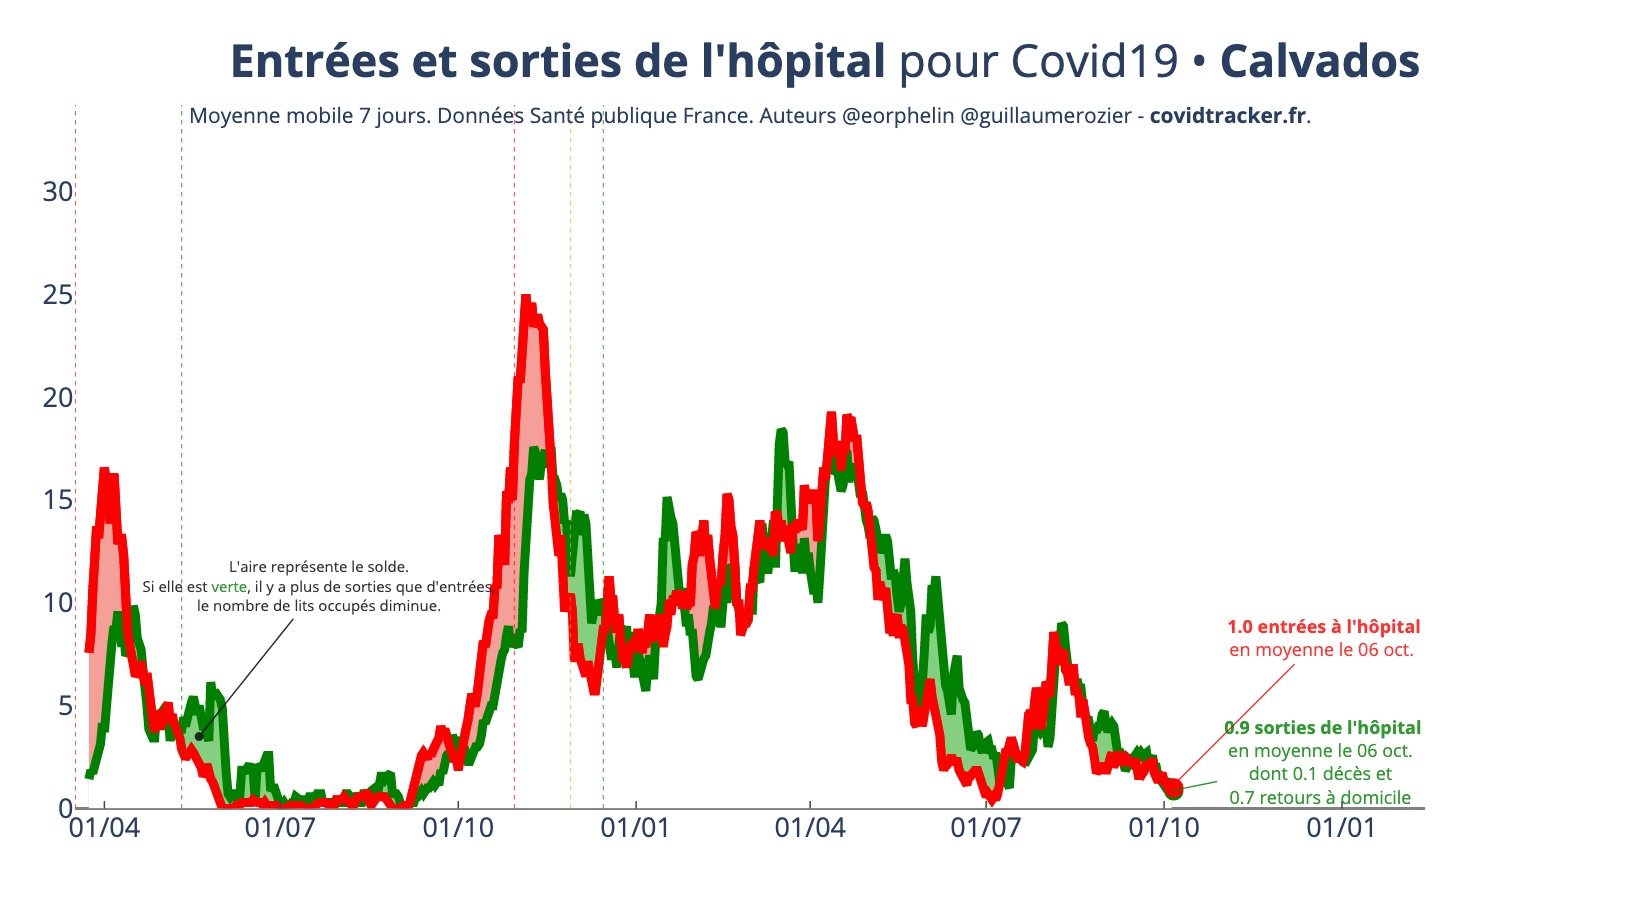 Entrées et sorties de l'hôpital pour Covid19 • Calvados
Moyenne mobile 7 jours. Données Santé publique France. Auteurs @eorphelin @guillaumerozier - covidtracker.fr.
30
25
20
15
10
5
0
L'aire représente le solde.
Si elle est verte, il y a plus de sorties que d'entrées,
le nombre de lits occupés diminue.
1.0 entrées à l'hôpital
en moyenne le 06 oct.
0.9 sorties de l'hôpital
en moyenne le 06 oct.
dont 0.1 décès et
0.7 retours à domicile
01/04 01/07 01/10 01/01 01/04 01/07 01/10 01/01